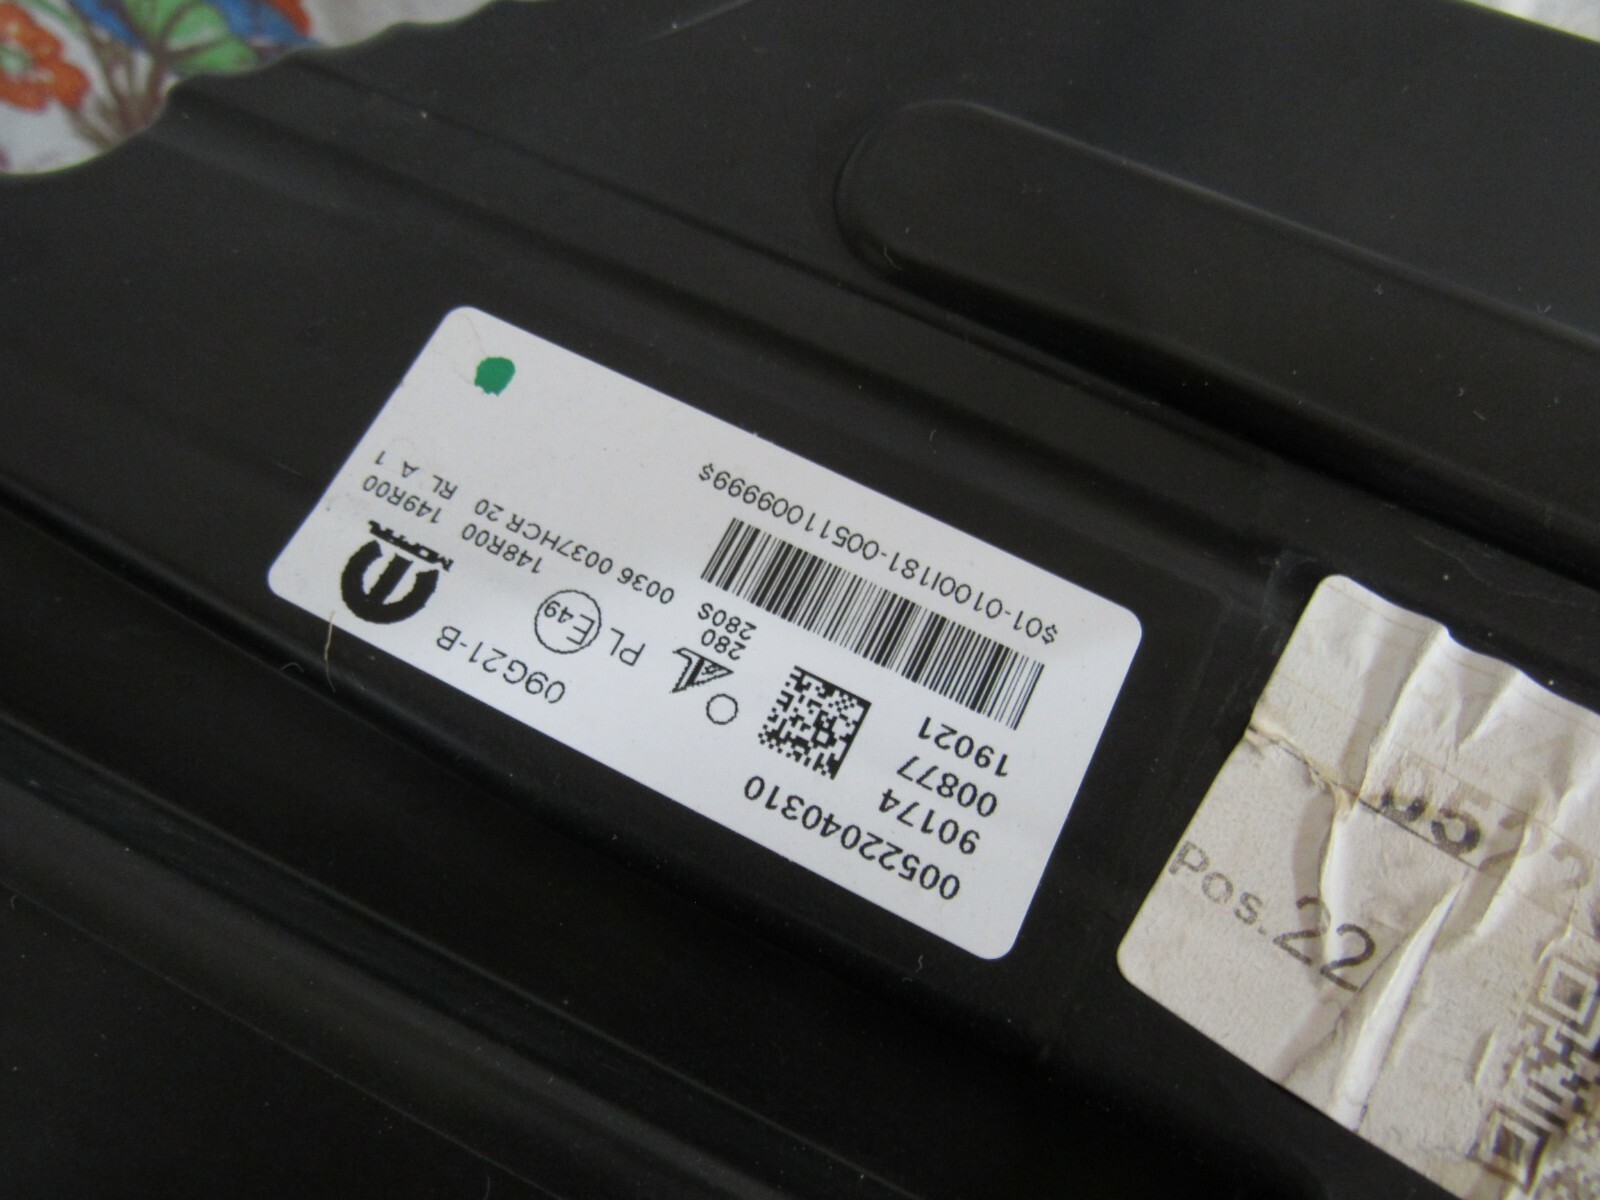 00522040310
90174
00877
19021
280
280S
09G21-B
PL E49
0036 0037HCR 20 RL A 1
148R00 149R00
MOPAR
$01-0100I181-00511009999$
Pos.22